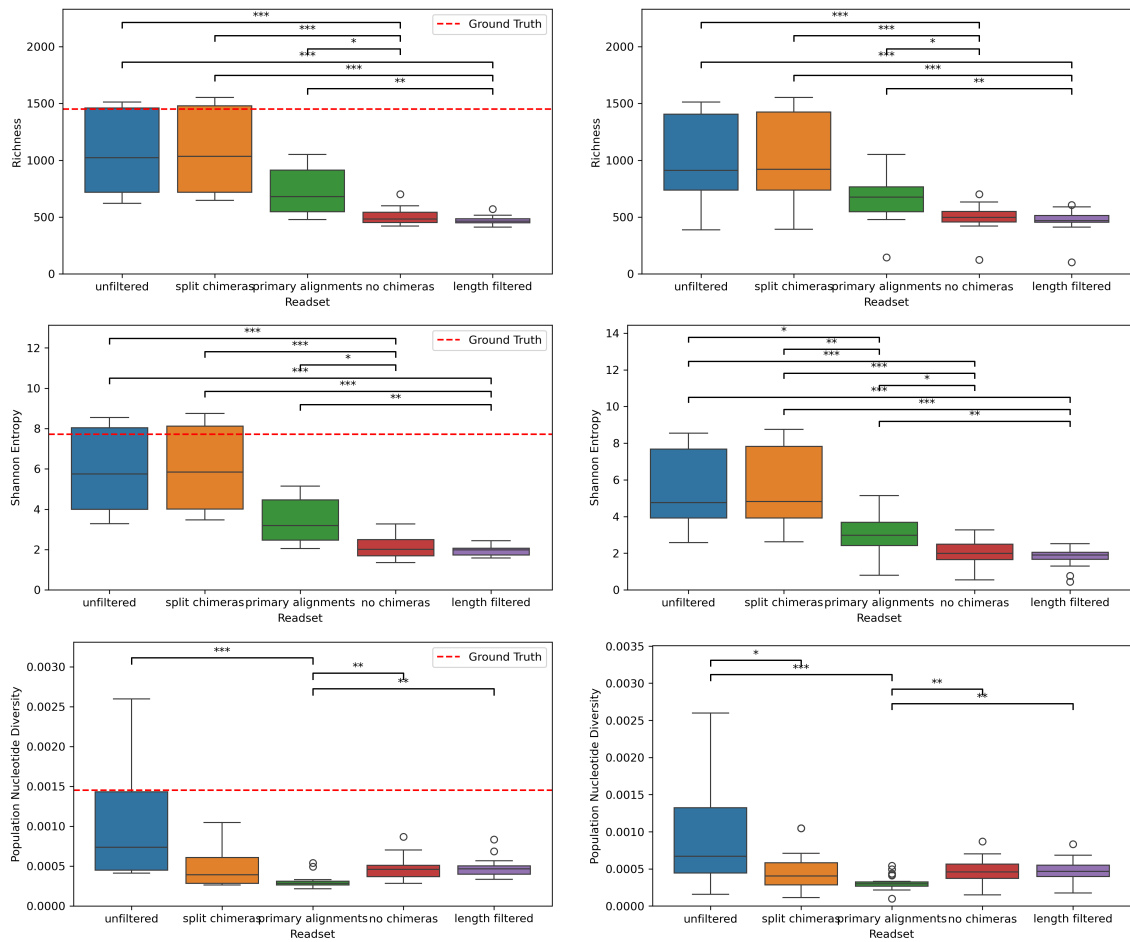 ***
***
*
***
***
**
Ground Truth
2000
1500
1000
500
0
Richness
unfiltered
split chimeras
primary alignments
no chimeras
length filtered
Readset
***
***
*
***
***
**
2000
1500
1000
500
0
Richness
unfiltered
split chimeras
primary alignments
no chimeras
length filtered
Readset
***
***
*
***
***
**
Ground Truth
12
10
8
6
4
2
0
Shannon Entropy
unfiltered
split chimeras
primary alignments
no chimeras
length filtered
Readset
*
**
***
***
*
***
***
**
14
12
10
8
6
4
2
0
Shannon Entropy
unfiltered
split chimeras
primary alignments
no chimeras
length filtered
Readset
***
**
**
Ground Truth
0.0030
0.0025
0.0020
0.0015
0.0010
0.0005
0.0000
Population Nucleotide Diversity
unfiltered
split chimeras
primary alignments
no chimeras
length filtered
Readset
*
***
**
**
0.0035
0.0030
0.0025
0.0020
0.0015
0.0010
0.0005
0.0000
Population Nucleotide Diversity
unfiltered
split chimeras
primary alignments
no chimeras
length filtered
Readset